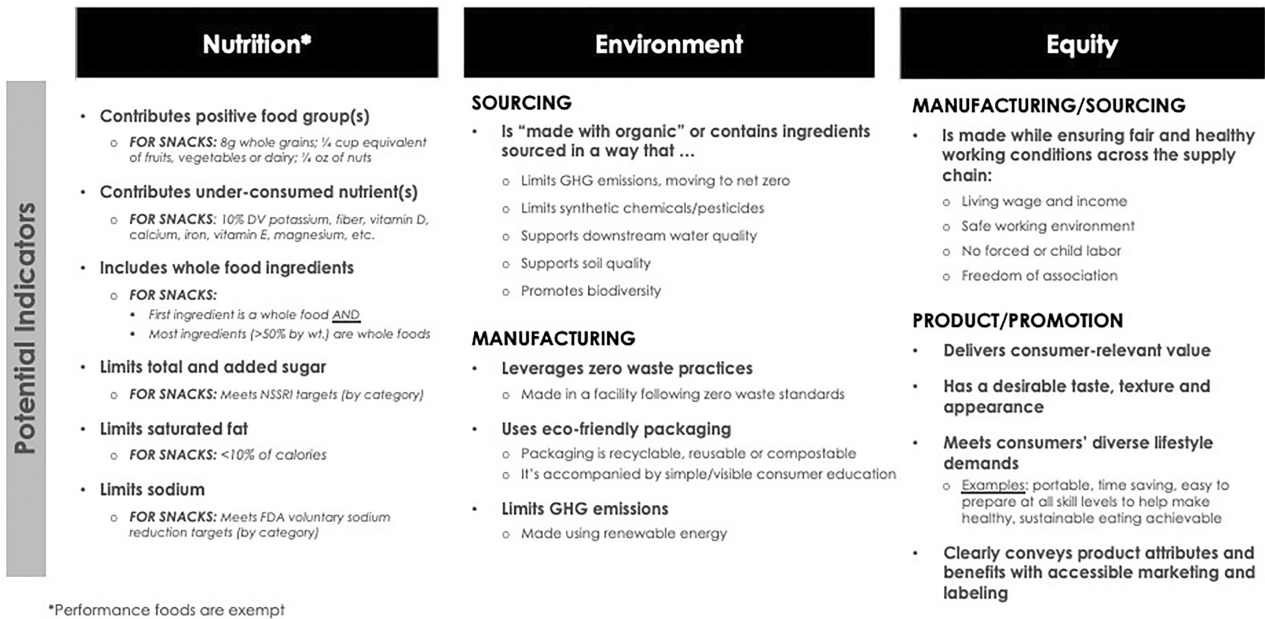 Nutrition*
Environment
Equity
Potential Indicators
• Contributes positive food group(s)
o FOR SNACKS: 8g whole grains; ¼ cup equivalent
of fruits, vegetables or dairy; ¼ oz of nuts
• Contributes under-consumed nutrient(s)
o FOR SNACKS: 10% DV potassium, fiber, vitamin D,
calcium, iron, vitamin E, magnesium, etc.
• Includes whole food ingredients
o FOR SNACKS:
▪ First ingredient is a whole food AND
▪ Most ingredients (>50% by wt.) are whole foods
• Limits total and added sugar
o FOR SNACKS: Meets NSSRI targets (by category)
• Limits saturated fat
o FOR SNACKS: <10% of calories
• Limits sodium
o FOR SNACKS: Meets FDA voluntary sodium
reduction targets (by category)
*Performance foods are exempt
SOURCING
• Is “made with organic” or contains ingredients
sourced in a way that …
o Limits GHG emissions, moving to net zero
o Limits synthetic chemicals/pesticides
o Supports downstream water quality
o Supports soil quality
o Promotes biodiversity
MANUFACTURING
• Leverages zero waste practices
o Made in a facility following zero waste standards
• Uses eco-friendly packaging
o Packaging is recyclable, reusable or compostable
o It’s accompanied by simple/visible consumer education
• Limits GHG emissions
o Made using renewable energy
MANUFACTURING/SOURCING
• Is made while ensuring fair and healthy
working conditions across the supply
chain:
o Living wage and income
o Safe working environment
o No forced or child labor
o Freedom of association
PRODUCT/PROMOTION
• Delivers consumer-relevant value
• Has a desirable taste, texture and
appearance
• Meets consumers’ diverse lifestyle
demands
o Examples: portable, time saving, easy to
prepare at all skill levels to help make
healthy, sustainable eating achievable
• Clearly conveys product attributes and
benefits with accessible marketing and
labeling